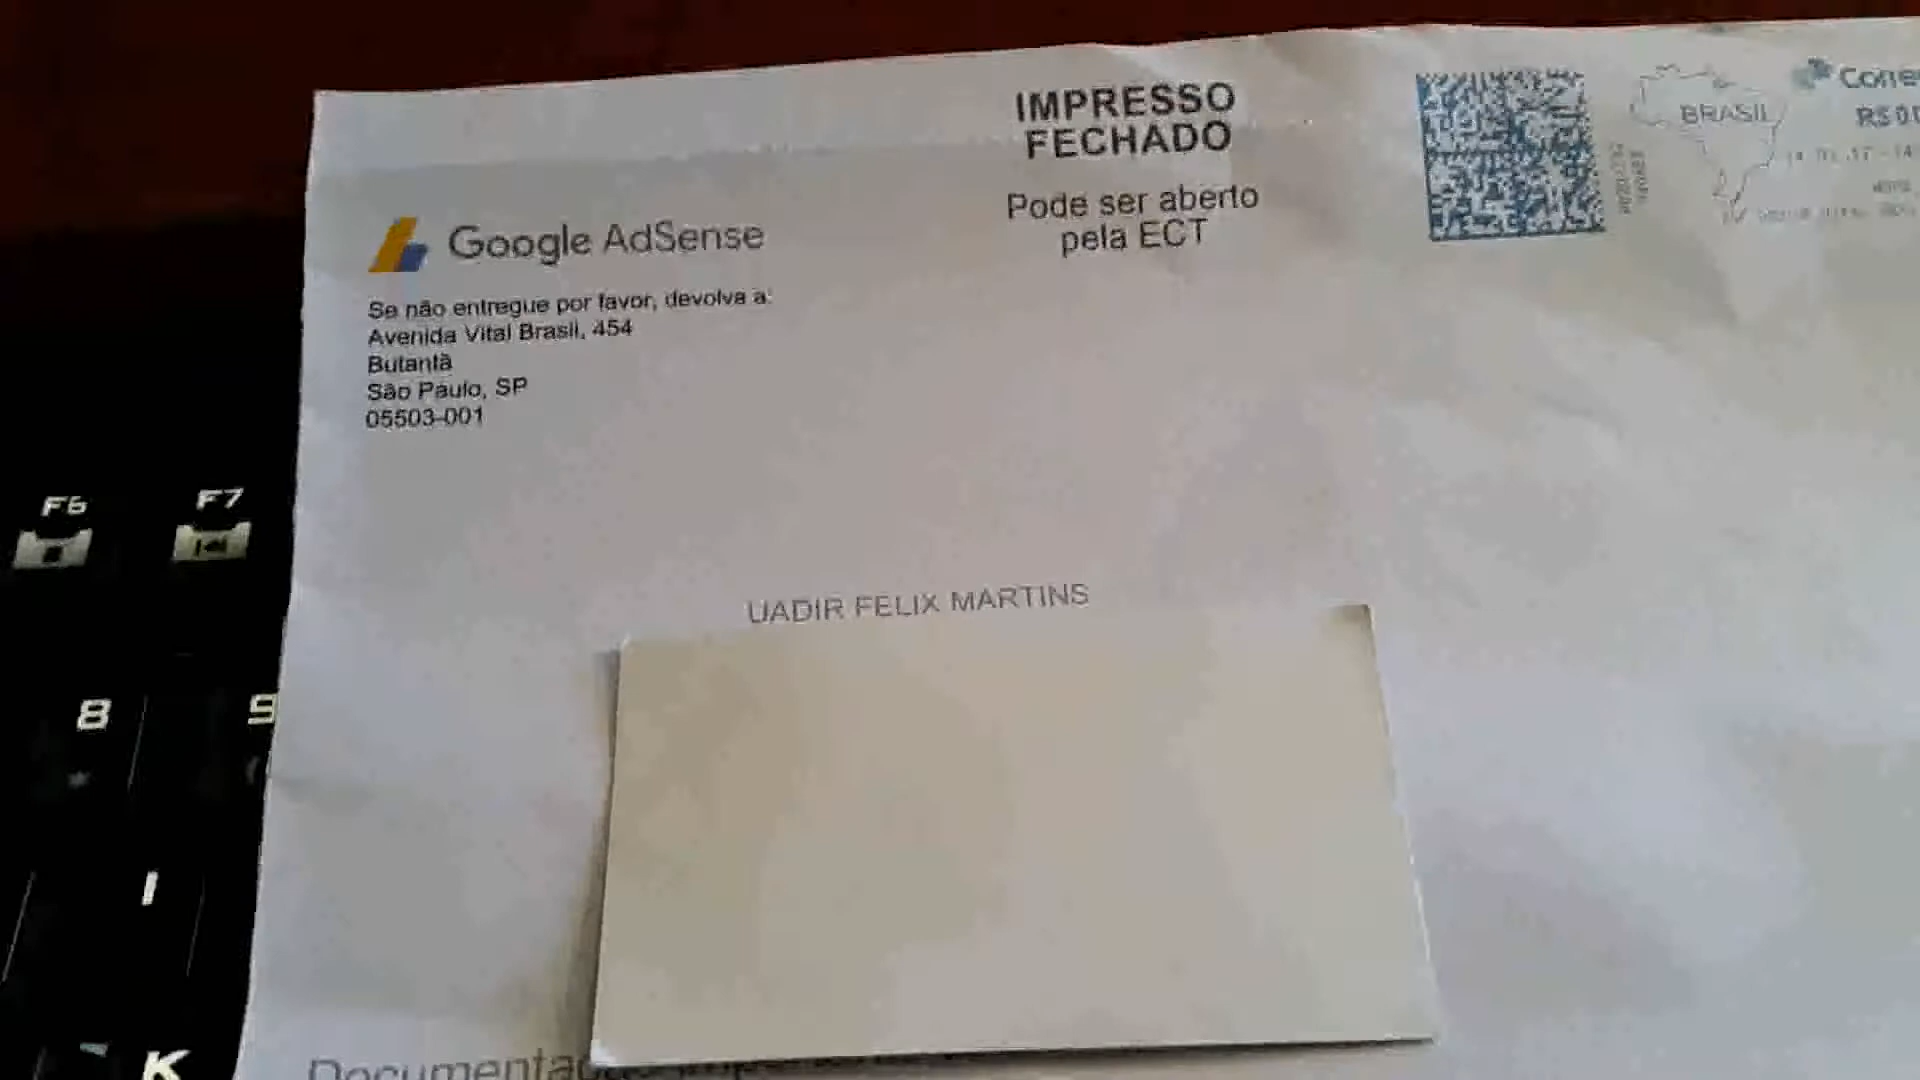 IMPRESSO
FECHADO
Pode ser aberto
pela ECT
BRASIL
Google AdSense
Se não entregue por favor, devolva a:
Avenida Vital Brasil, 454
Butantã
São Paulo, SP
05503-001
UADIR FELIX MARTINS
F6
F7
8
9
I
K